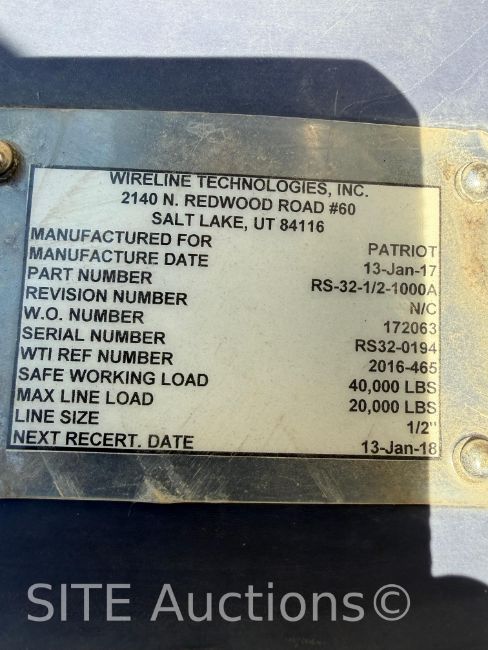 WIRELINE TECHNOLOGIES, INC.
2140 N. REDWOOD ROAD #60
SALT LAKE, UT 84116
MANUFACTURED FOR PATRIOT
MANUFACTURE DATE 13-Jan-17
PART NUMBER RS-32-1/2-1000A
REVISION NUMBER N/C
W.O. NUMBER 172063
SERIAL NUMBER RS32-0194
WTI REF NUMBER 2016-465
SAFE WORKING LOAD 40,000 LBS
MAX LINE LOAD 20,000 LBS
LINE SIZE 1/2"
NEXT RECERT. DATE 13-Jan-18
SITE Auctions©